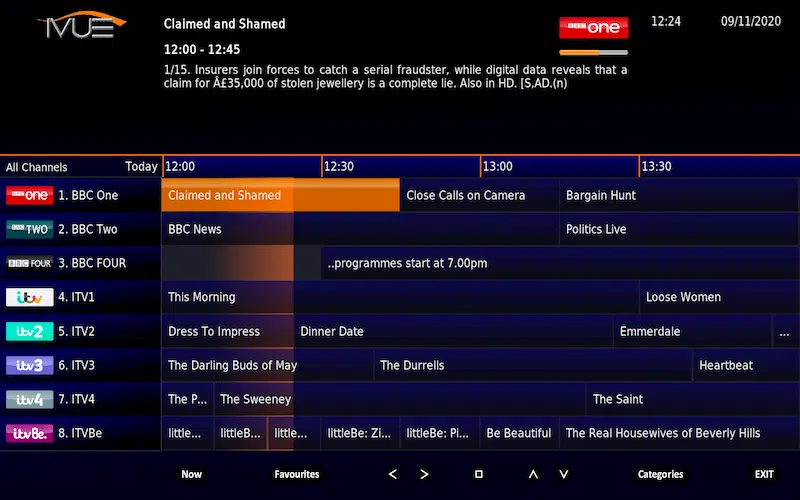 IVUE
Claimed and Shamed
BBC one
12:24
09/11/2020
12:00 - 12:45
1/15. Insurers join forces to catch a serial fraudster, while digital data reveals that a
claim for Â£35,000 of stolen jewellery is a complete lie. Also in HD. [S,AD.(n)
All Channels Today 12:00 12:30 13:00 13:30
BBC one 1. BBC One Claimed and Shamed Close Calls on Camera Bargain Hunt
BBC TWO 2. BBC Two BBC News Politics Live
BBC FOUR 3. BBC FOUR ..programmes start at 7.00pm
itv 4. ITV1 This Morning Loose Women
itv2 5. ITV2 Dress To Impress Dinner Date Emmerdale ...
itv3 6. ITV3 The Darling Buds of May The Durrells Heartbeat
itv4 7. ITV4 The P... The Sweeney The Saint
itvBe. 8. ITVBe little... littleB... little... littleBe: Zi... littleBe: Pi... Be Beautiful The Real Housewives of Beverly Hills
Now Favourites < > Categories EXIT